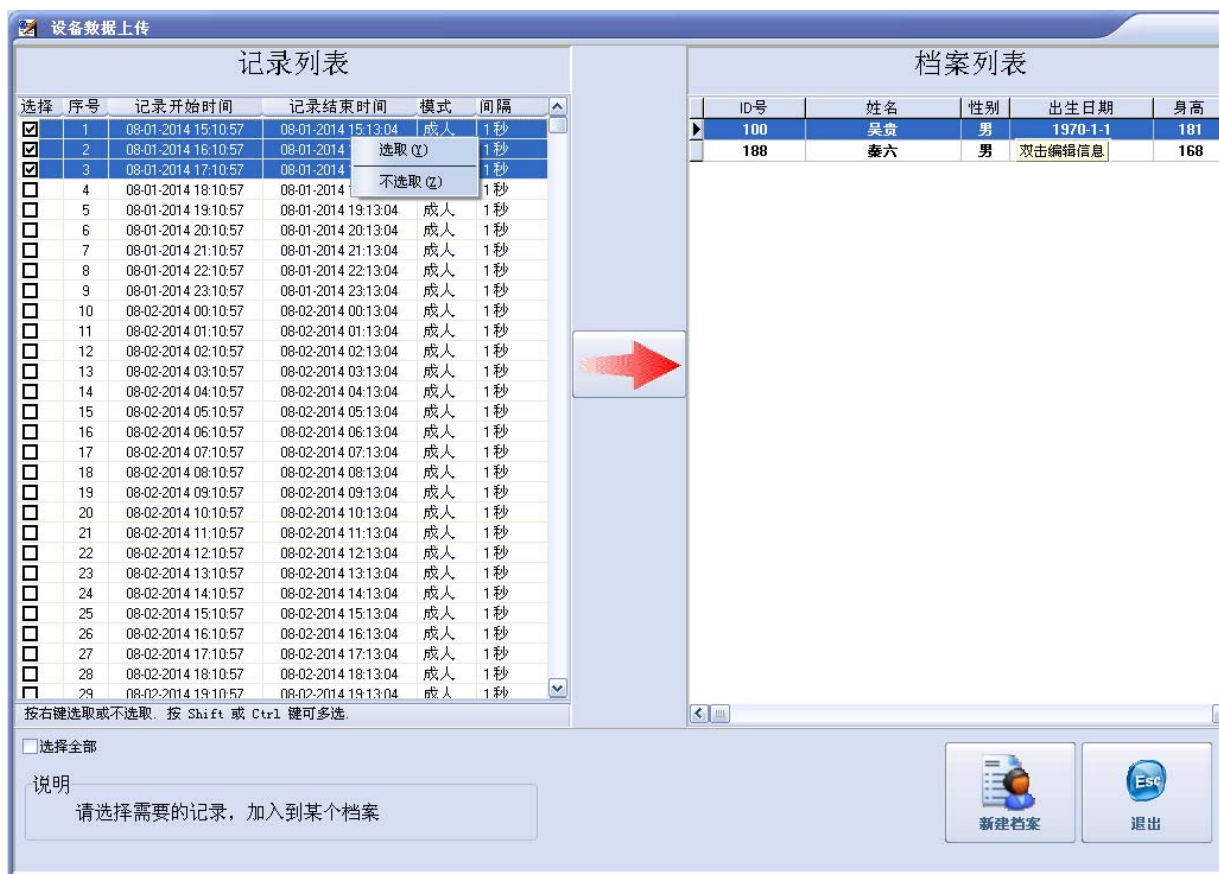 设备数据上传
记录列表
选择 序号 记录开始时间 记录结束时间 模式 间隔
1 08-01-2014 15:10:57 08-01-2014 15:13:04 成人 1秒
2 08-01-2014 16:10:57 08-01-2014 1秒
3 08-01-2014 17:10:57 08-01-2014 1秒
4 08-01-2014 18:10:57 08-01-2014 1秒
选取(Y)
不选取(Z)
5 08-01-2014 19:10:57 08-01-2014 19:13:04 成人 1秒
6 08-01-2014 20:10:57 08-01-2014 20:13:04 成人 1秒
7 08-01-2014 21:10:57 08-01-2014 21:13:04 成人 1秒
8 08-01-2014 22:10:57 08-01-2014 22:13:04 成人 1秒
9 08-01-2014 23:10:57 08-01-2014 23:13:04 成人 1秒
10 08-02-2014 00:10:57 08-02-2014 00:13:04 成人 1秒
11 08-02-2014 01:10:57 08-02-2014 01:13:04 成人 1秒
12 08-02-2014 02:10:57 08-02-2014 02:13:04 成人 1秒
13 08-02-2014 03:10:57 08-02-2014 03:13:04 成人 1秒
14 08-02-2014 04:10:57 08-02-2014 04:13:04 成人 1秒
15 08-02-2014 05:10:57 08-02-2014 05:13:04 成人 1秒
16 08-02-2014 06:10:57 08-02-2014 06:13:04 成人 1秒
17 08-02-2014 07:10:57 08-02-2014 07:13:04 成人 1秒
18 08-02-2014 08:10:57 08-02-2014 08:13:04 成人 1秒
19 08-02-2014 09:10:57 08-02-2014 09:13:04 成人 1秒
20 08-02-2014 10:10:57 08-02-2014 10:13:04 成人 1秒
21 08-02-2014 11:10:57 08-02-2014 11:13:04 成人 1秒
22 08-02-2014 12:10:57 08-02-2014 12:13:04 成人 1秒
23 08-02-2014 13:10:57 08-02-2014 13:13:04 成人 1秒
24 08-02-2014 14:10:57 08-02-2014 14:13:04 成人 1秒
25 08-02-2014 15:10:57 08-02-2014 15:13:04 成人 1秒
26 08-02-2014 16:10:57 08-02-2014 16:13:04 成人 1秒
27 08-02-2014 17:10:57 08-02-2014 17:13:04 成人 1秒
28 08-02-2014 18:10:57 08-02-2014 18:13:04 成人 1秒
29 08-02-2014 19:10:57 08-02-2014 19:13:04 成人 1秒
按右键选取或不选取. 按 Shift 或 Ctrl 键可多选.
档案列表
ID号 姓名 性别 出生日期 身高
100 吴贵 男 1970-1-1 181
188 秦六 男 双击编辑信息 168
选择全部
说明
请选择需要的记录，加入到某个档案
新建档案
Esc
退出